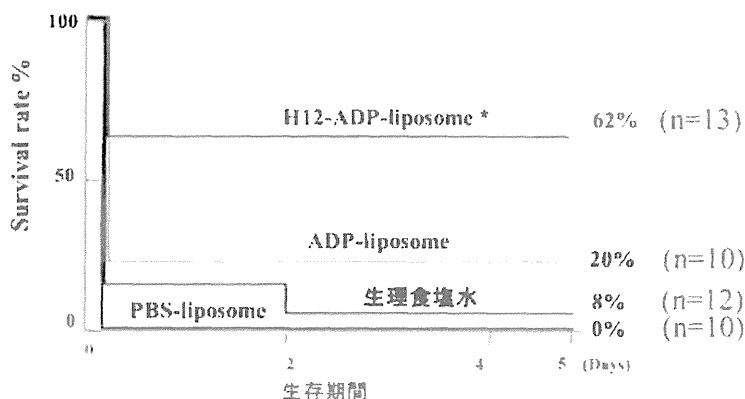 Survival rate %
100
50
0
H12-ADP-liposome *
62% (n=13)
ADP-liposome
20% (n=10)
生理食塩水
8% (n=12)
PBS-liposome
0% (n=10)
0 2 4 5 (Days)
生存期間